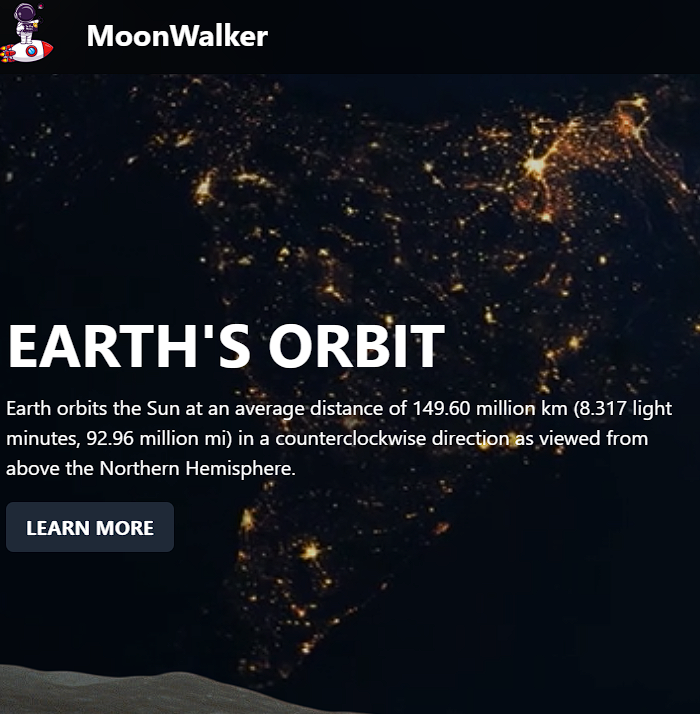 MoonWalker
EARTH'S ORBIT
Earth orbits the Sun at an average distance of 149.60 million km (8.317 light
minutes, 92.96 million mi) in a counterclockwise direction as viewed from
above the Northern Hemisphere.
LEARN MORE